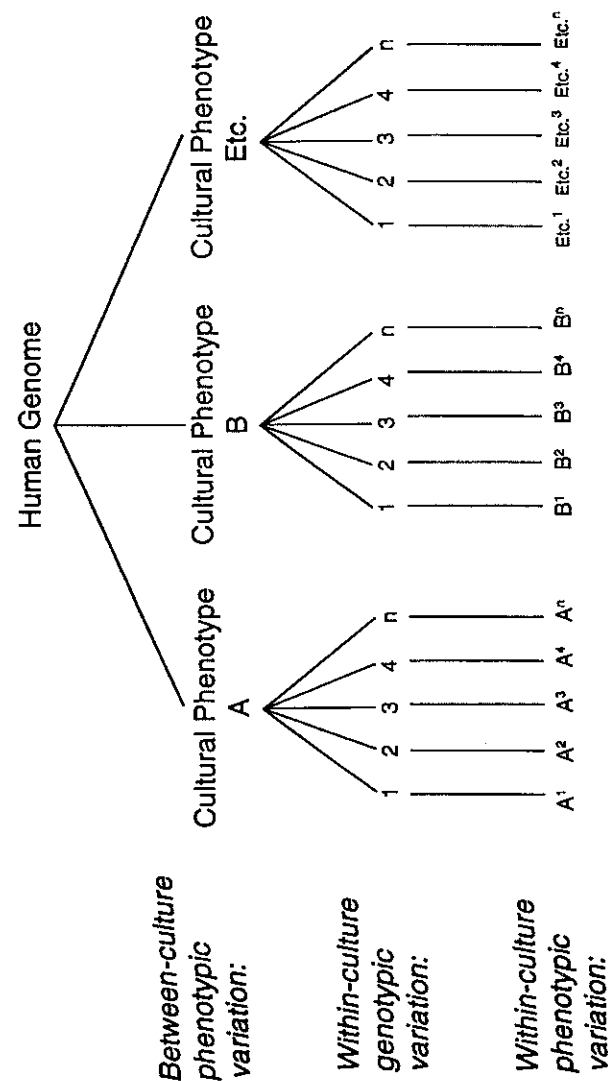 Human Genome
Between-culture
phenotypic
variation:
Cultural Phenotype
A
Cultural Phenotype
B
Cultural Phenotype
Etc.
Within-culture
genotypic
variation:
1 2 3 4 n
1 2 3 4 n
1 2 3 4 n
Within-culture
phenotypic
variation:
A¹ A² A³ A⁴ Aⁿ
B¹ B² B³ B⁴ Bⁿ
Etc.¹ Etc.² Etc.³ Etc.⁴ Etc.ⁿ